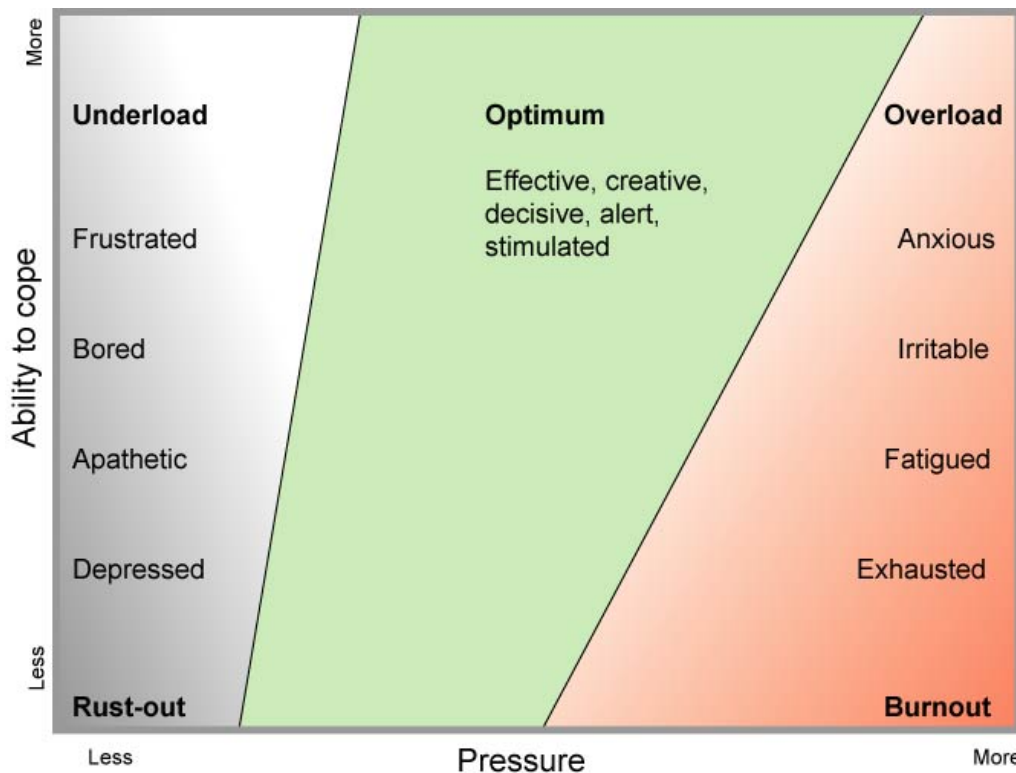 More
Ability to cope
Less
Underload
Frustrated
Bored
Apathetic
Depressed
Rust-out
Optimum
Effective, creative,
decisive, alert,
stimulated
Overload
Anxious
Irritable
Fatigued
Exhausted
Burnout
Less
Pressure
More